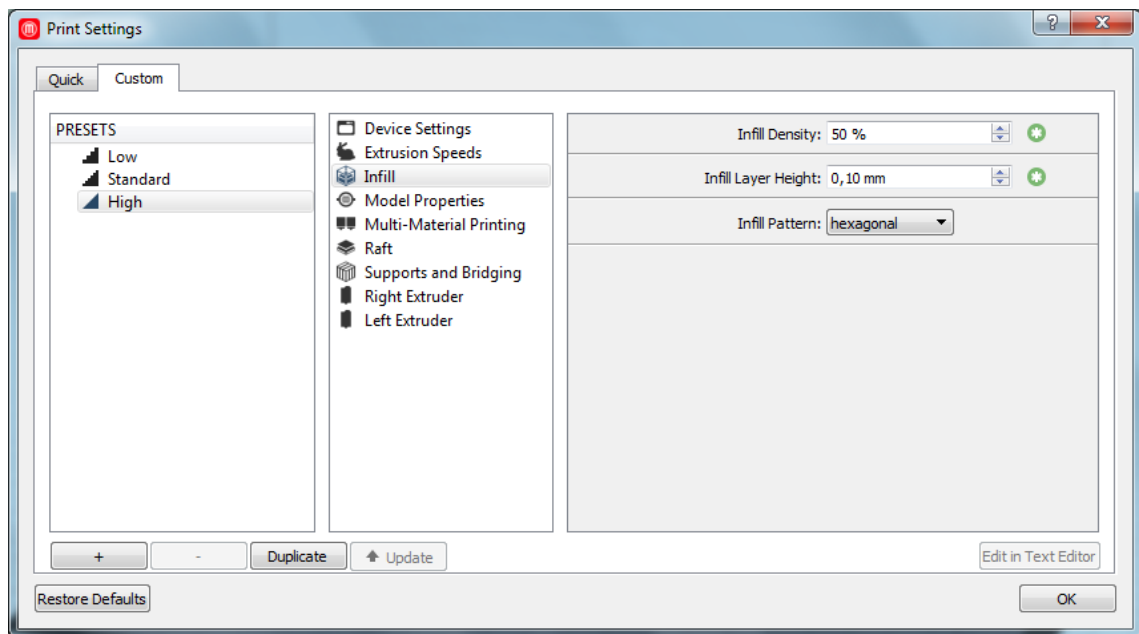 Print Settings
Quick
Custom
PRESETS
Low
Standard
High
Device Settings
Extrusion Speeds
Infill
Model Properties
Multi-Material Printing
Raft
Supports and Bridging
Right Extruder
Left Extruder
Infill Density: 50 %
Infill Layer Height: 0,10 mm
Infill Pattern: hexagonal
+
-
Duplicate
Update
Edit in Text Editor
Restore Defaults
OK